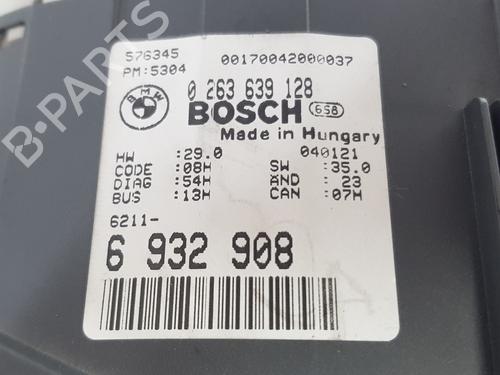 576345 00170042000037
PM:5304
BMW
0 263 639 128
BOSCH 658
Made in Hungary
HW :29.0 040121
CODE :08H SW :35.0
DIAG :54H AND : 23
BUS :13H CAN :07H
6211-
6 932 908
B-PARTS